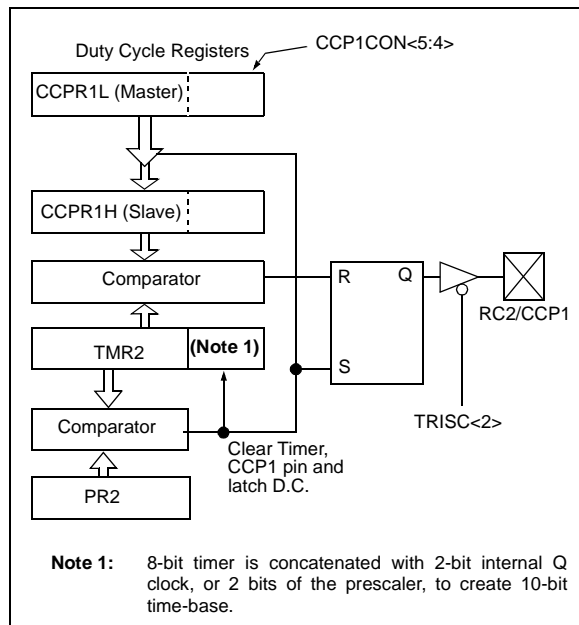 Duty Cycle Registers
CCP1CON<5:4>
CCPR1L (Master)
CCPR1H (Slave)
Comparator
R
Q
RC2/CCP1
TMR2
(Note 1)
S
Comparator
TRISC<2>
Clear Timer,
CCP1 pin and
latch D.C.
PR2
Note 1: 8-bit timer is concatenated with 2-bit internal Q
clock, or 2 bits of the prescaler, to create 10-bit
time-base.